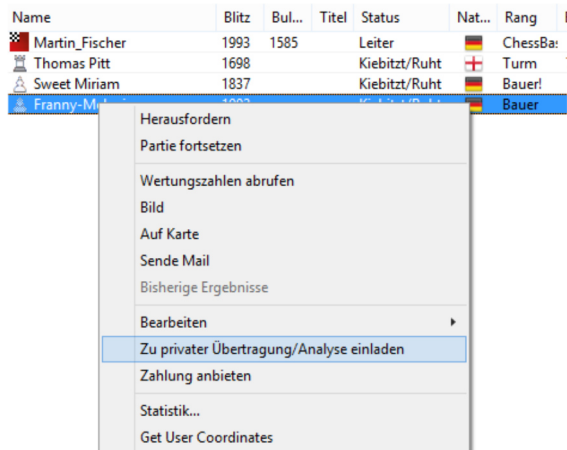 Name Blitz Bul... Titel Status Nat... Rang
Martin_Fischer 1993 1585 Leiter ChessBa:
Thomas Pitt 1698 Kiebitzt/Ruht Turm
Sweet Miriam 1837 Kiebitzt/Ruht Bauer!
Bauer
Herausfordern
Partie fortsetzen
Wertungszahlen abrufen
Bild
Auf Karte
Sende Mail
Bisherige Ergebnisse
Bearbeiten
Zu privater Übertragung/Analyse einladen
Zahlung anbieten
Statistik...
Get User Coordinates